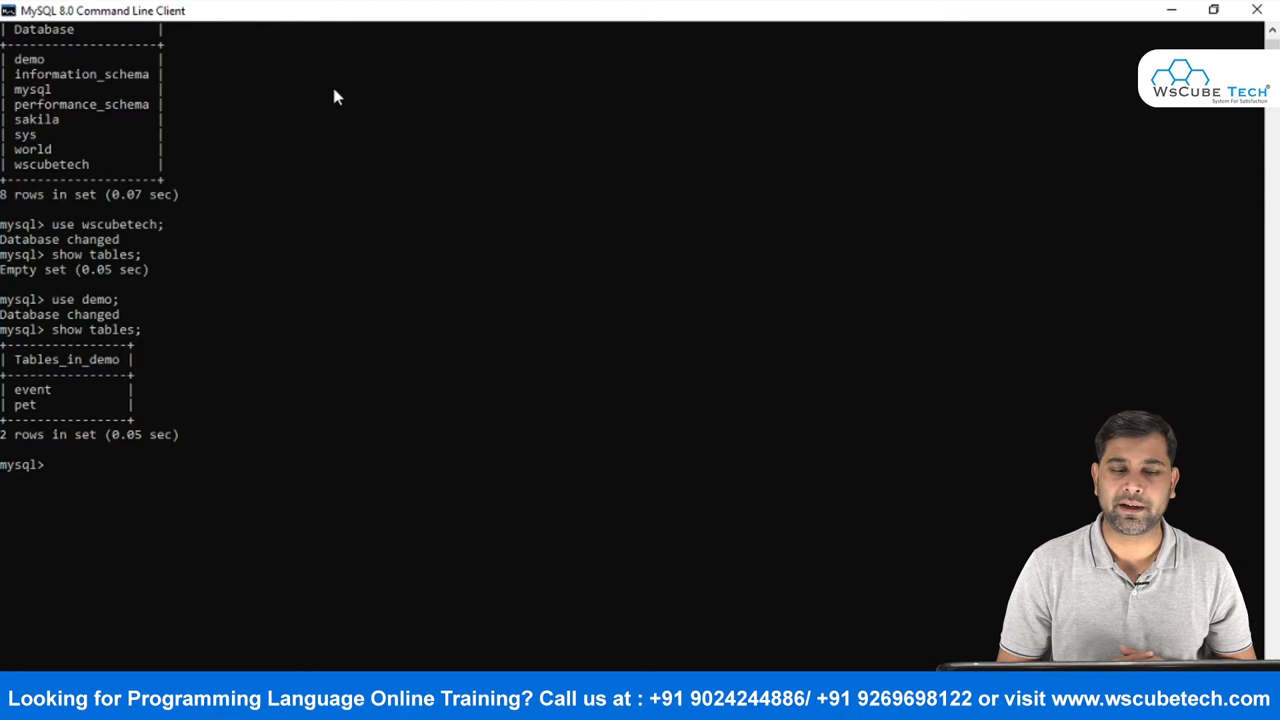 MySQL 8.0 Command Line Client
| Database |
+--------------------+
| demo |
| information_schema |
| mysql |
| performance_schema |
| sakila |
| sys |
| world |
| wscubetech |
+--------------------+
8 rows in set (0.07 sec)
mysql> use wscubetech;
Database changed
mysql> show tables;
Empty set (0.05 sec)
mysql> use demo;
Database changed
mysql> show tables;
+----------------+
| Tables_in_demo |
+----------------+
| event |
| pet |
+----------------+
2 rows in set (0.05 sec)
mysql>
WsCube Tech
System For Satisfaction
Looking for Programming Language Online Training? Call us at : +91 9024244886/ +91 9269698122 or visit www.wscubetech.com